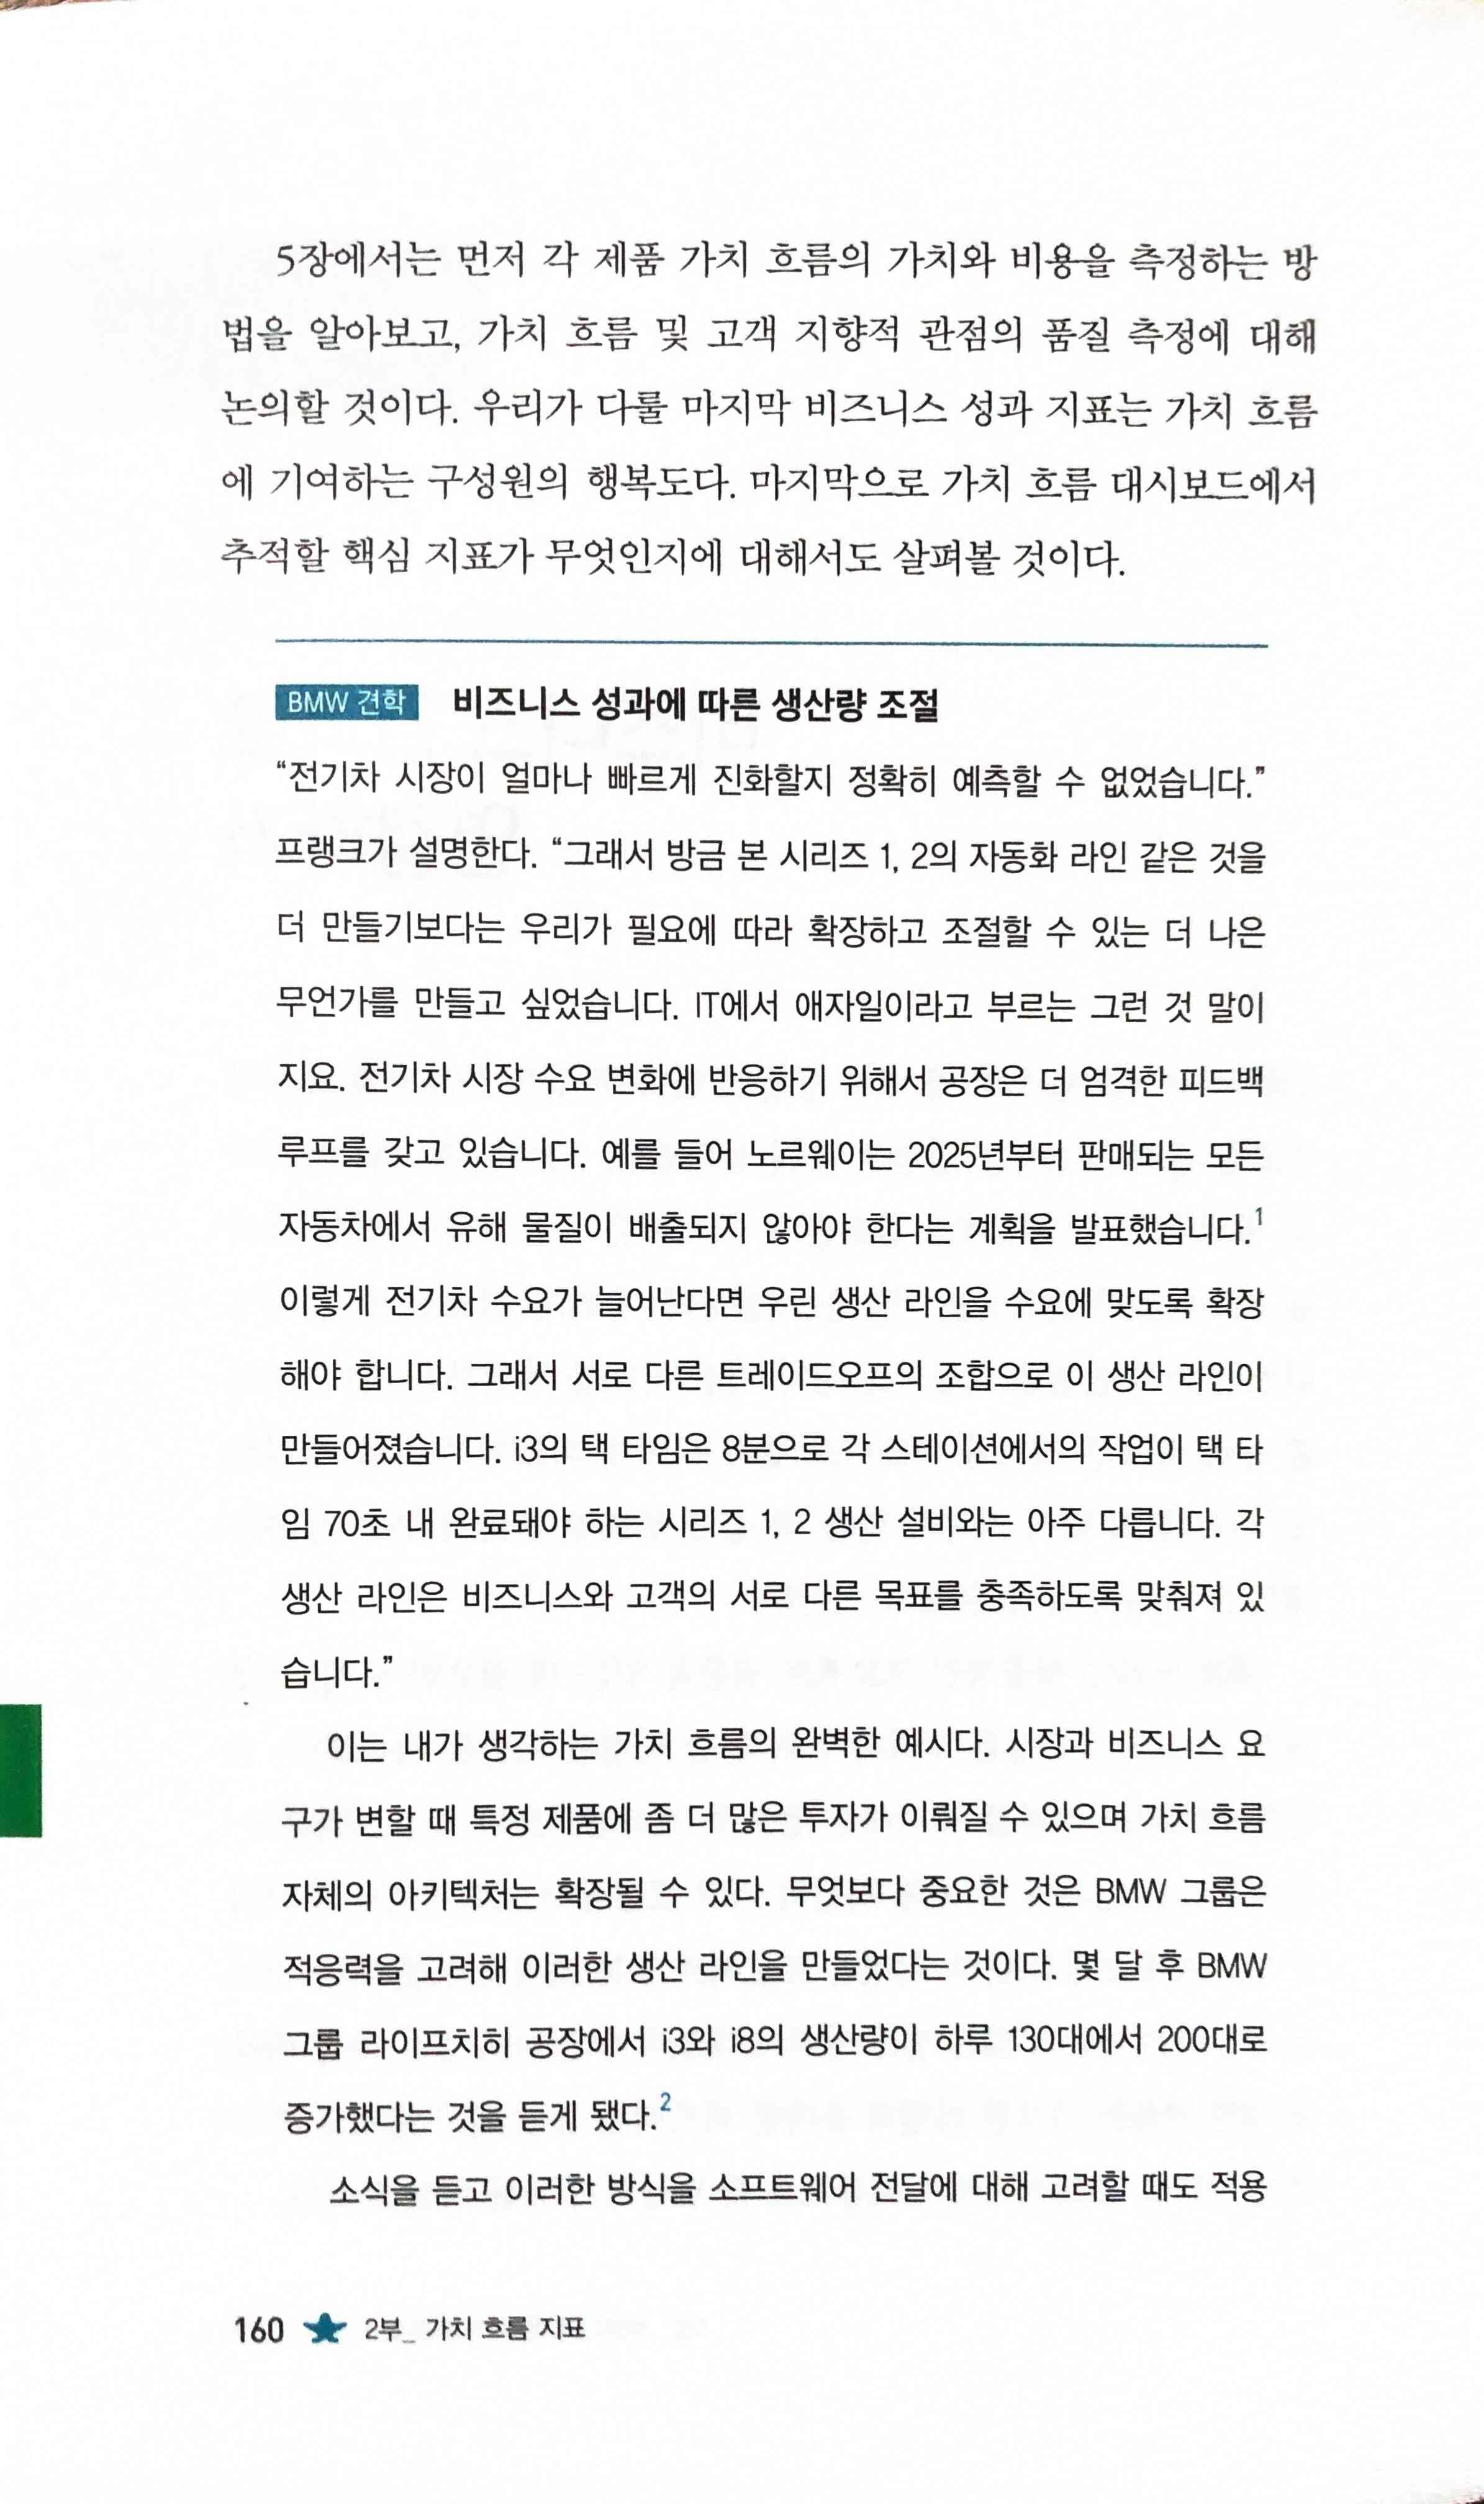 5장에서는 먼저 각 제품 가치 흐름의 가치와 비용을 측정하는 방
법을 알아보고, 가치 흐름 및 고객 지향적 관점의 품질 측정에 대해
논의할 것이다. 우리가 다룰 마지막 비즈니스 성과 지표는 가치 흐름
에 기여하는 구성원의 행복도다. 마지막으로 가치 흐름 대시보드에서
추적할 핵심 지표가 무엇인지에 대해서도 살펴볼 것이다.
BMW 견학 비즈니스 성과에 따른 생산량 조절
“전기차 시장이 얼마나 빠르게 진화할지 정확히 예측할 수 없었습니다.”
프랭크가 설명한다. “그래서 방금 본 시리즈 1, 2의 자동화 라인 같은 것을
더 만들기보다는 우리가 필요에 따라 확장하고 조절할 수 있는 더 나은
무언가를 만들고 싶었습니다. IT에서 애자일이라고 부르는 그런 것 말이
지요. 전기차 시장 수요 변화에 반응하기 위해서 공장은 더 엄격한 피드백
루프를 갖고 있습니다. 예를 들어 노르웨이는 2025년부터 판매되는 모든
자동차에서 유해 물질이 배출되지 않아야 한다는 계획을 발표했습니다.1
이렇게 전기차 수요가 늘어난다면 우린 생산 라인을 수요에 맞도록 확장
해야 합니다. 그래서 서로 다른 트레이드오프의 조합으로 이 생산 라인이
만들어졌습니다. i3의 택 타임은 8분으로 각 스테이션에서의 작업이 택 타
임 70초 내 완료돼야 하는 시리즈 1, 2 생산 설비와는 아주 다릅니다. 각
생산 라인은 비즈니스와 고객의 서로 다른 목표를 충족하도록 맞춰져 있
습니다.”
이는 내가 생각하는 가치 흐름의 완벽한 예시다. 시장과 비즈니스 요
구가 변할 때 특정 제품에 좀 더 많은 투자가 이뤄질 수 있으며 가치 흐름
자체의 아키텍처는 확장될 수 있다. 무엇보다 중요한 것은 BMW 그룹은
적응력을 고려해 이러한 생산 라인을 만들었다는 것이다. 몇 달 후 BMW
그룹 라이프치히 공장에서 i3와 i8의 생산량이 하루 130대에서 200대로
증가했다는 것을 듣게 됐다.2
소식을 듣고 이러한 방식을 소프트웨어 전달에 대해 고려할 때도 적용
160 ★ 2부_ 가치 흐름 지표